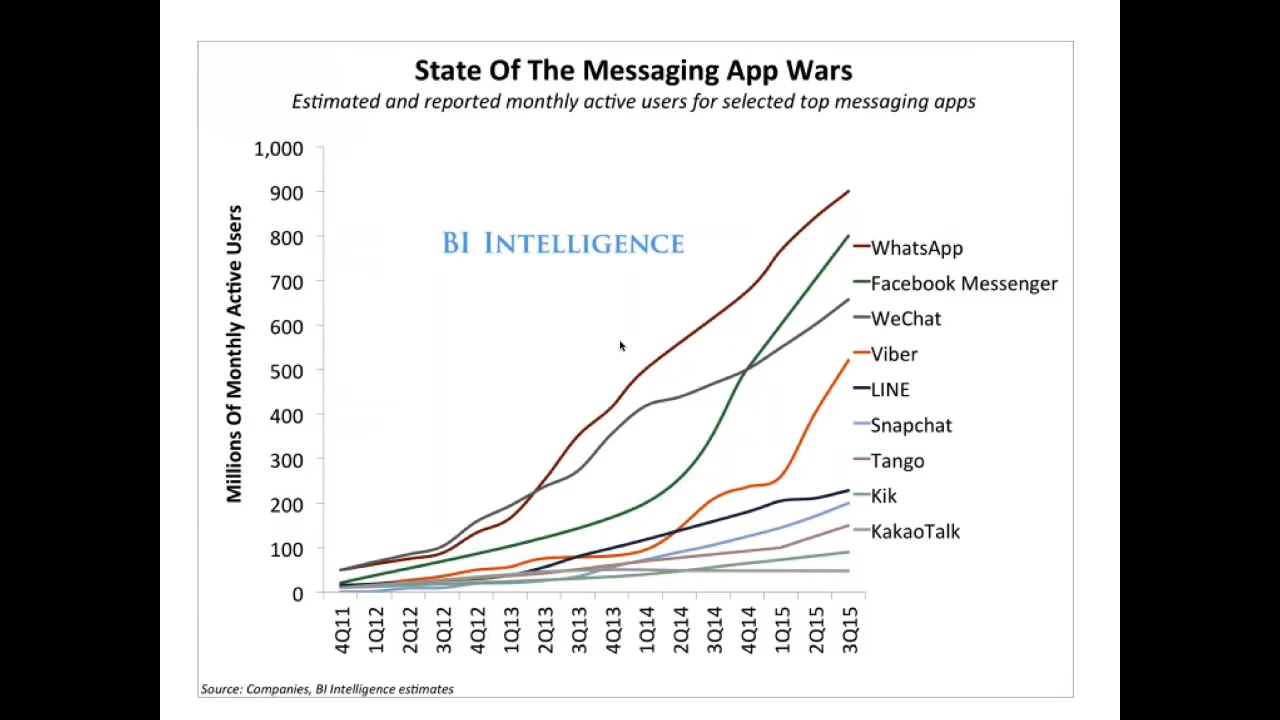 State Of The Messaging App Wars
Estimated and reported monthly active users for selected top messaging apps
Millions Of Monthly Active Users
1,000
900
800
700
600
500
400
300
200
100
0
BI INTELLIGENCE
WhatsApp
Facebook Messenger
WeChat
Viber
LINE
Snapchat
Tango
Kik
KakaoTalk
4Q11
1Q12
2Q12
3Q12
4Q12
1Q13
2Q13
3Q13
4Q13
1Q14
2Q14
3Q14
4Q14
1Q15
2Q15
3Q15
Source: Companies, BI Intelligence estimates